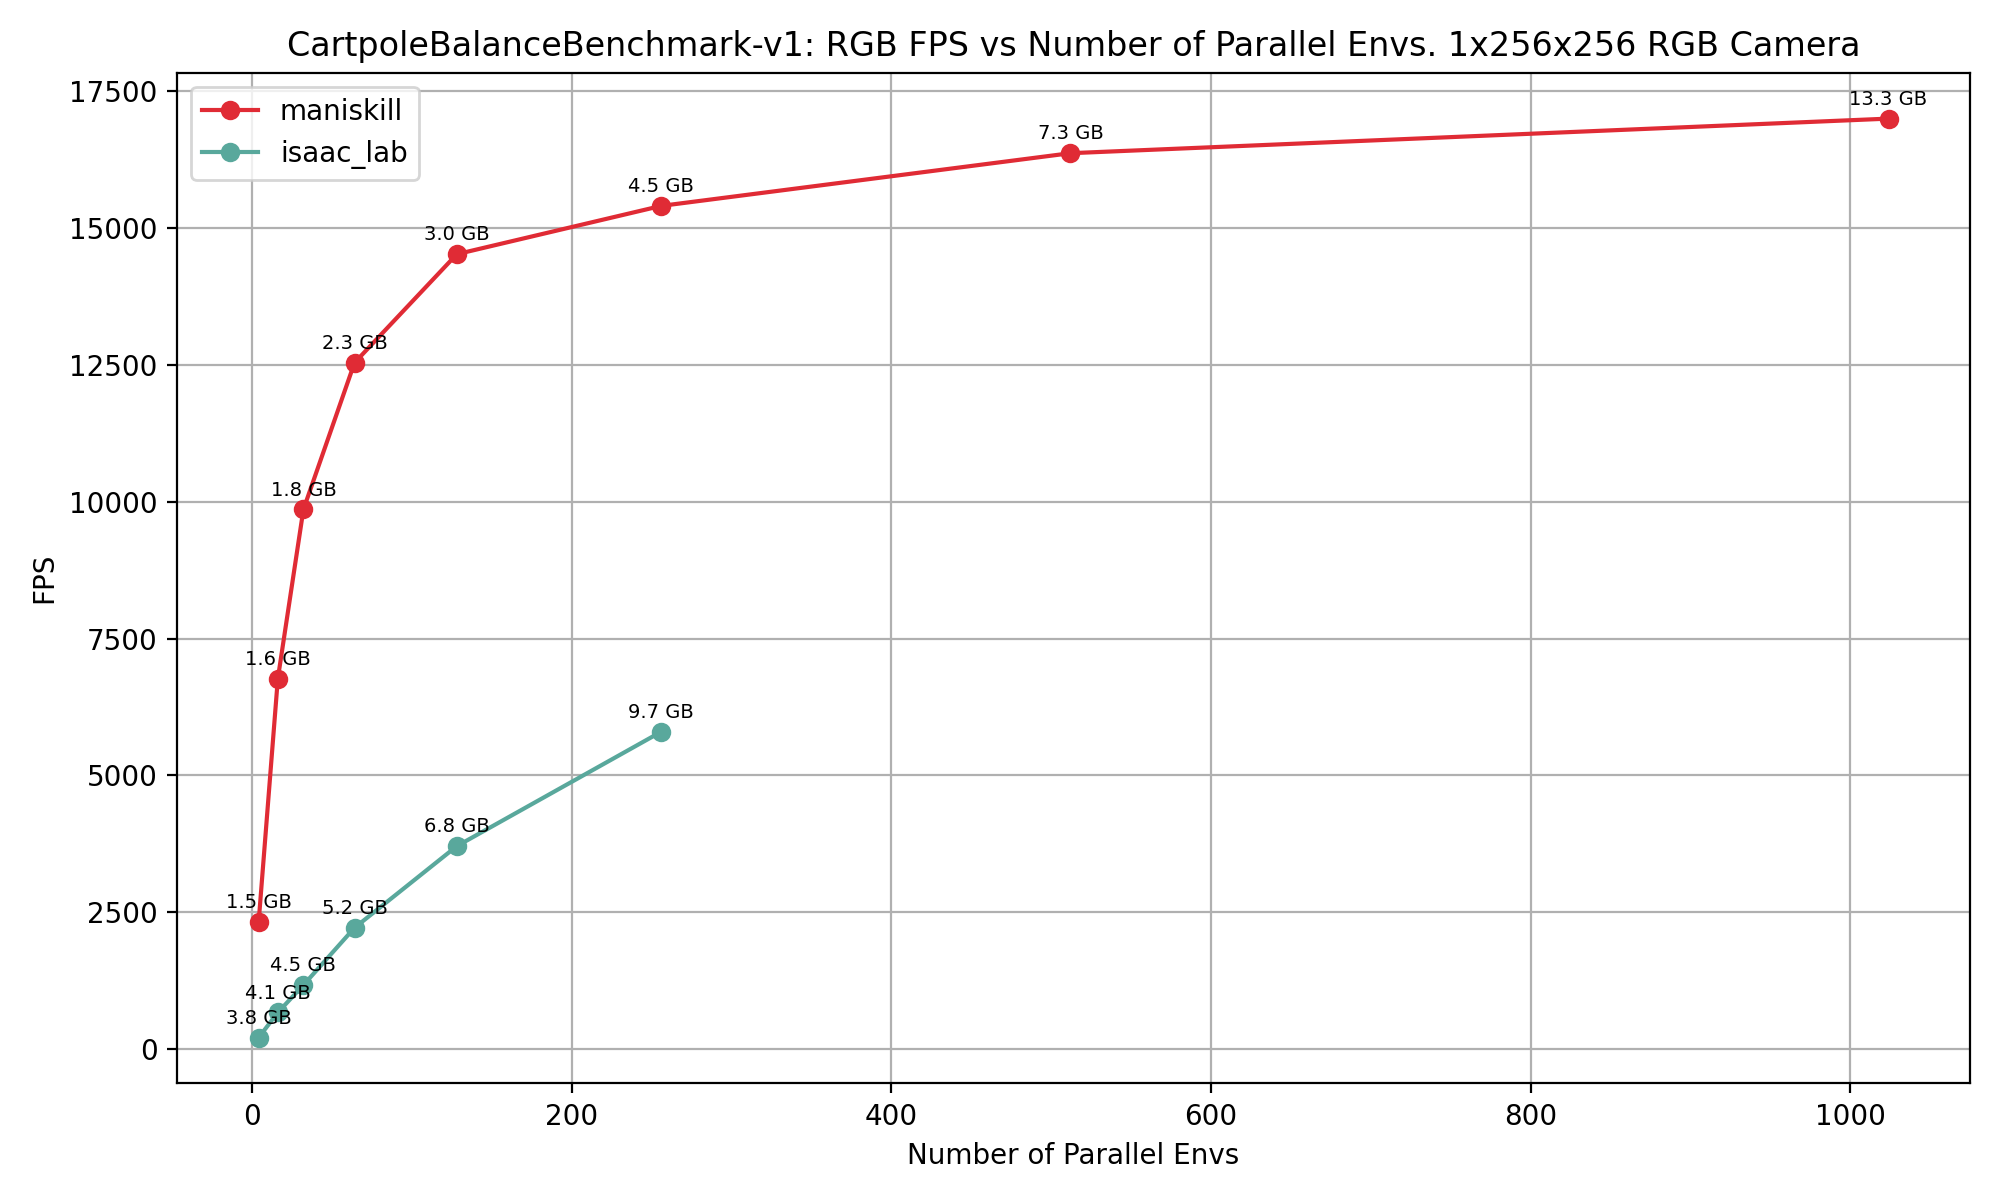 CartpoleBalanceBenchmark-v1: RGB FPS vs Number of Parallel Envs. 1x256x256 RGB Camera
maniskill
isaac_lab
FPS
17500
15000
12500
10000
7500
5000
2500
0
13.3 GB
7.3 GB
4.5 GB
3.0 GB
2.3 GB
1.8 GB
1.6 GB
1.5 GB
9.7 GB
6.8 GB
5.2 GB
4.5 GB
4.1 GB
3.8 GB
0 200 400 600 800 1000
Number of Parallel Envs